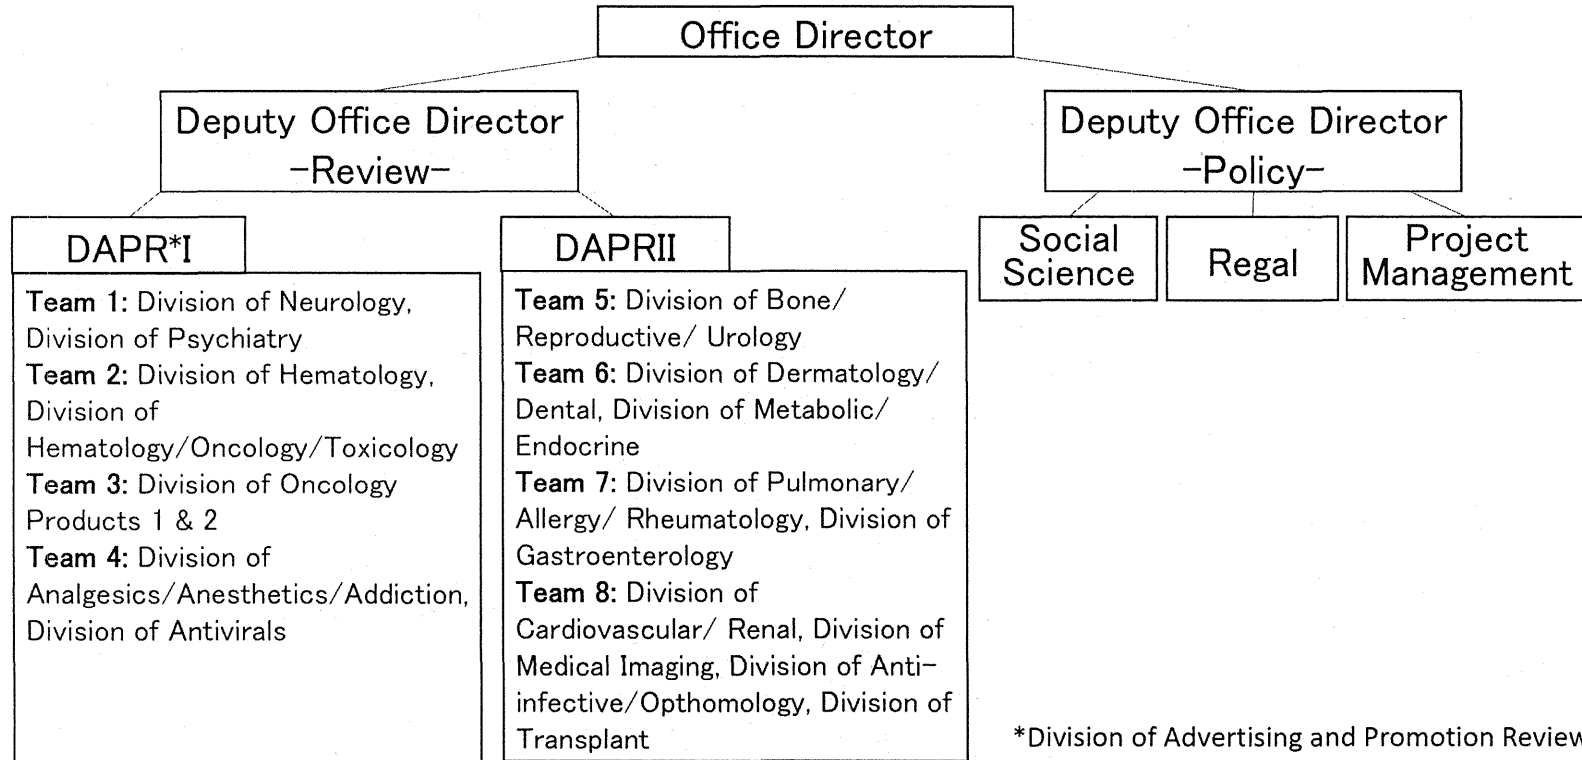 Office Director
Deputy Office Director
-Review-
Deputy Office Director
-Policy-
DAPR*I
Team 1: Division of Neurology,
Division of Psychiatry
Team 2: Division of Hematology,
Division of
Hematology/Oncology/Toxicology
Team 3: Division of Oncology
Products 1 & 2
Team 4: Division of
Analgesics/Anesthetics/Addiction,
Division of Antivirals
DAPRII
Team 5: Division of Bone/
Reproductive/ Urology
Team 6: Division of Dermatology/
Dental, Division of Metabolic/
Endocrine
Team 7: Division of Pulmonary/
Allergy/ Rheumatology, Division of
Gastroenterology
Team 8: Division of
Cardiovascular/ Renal, Division of
Medical Imaging, Division of Anti-
infective/Opthomology, Division of
Transplant
Social
Science
Regal
Project
Management
*Division of Advertising and Promotion Review